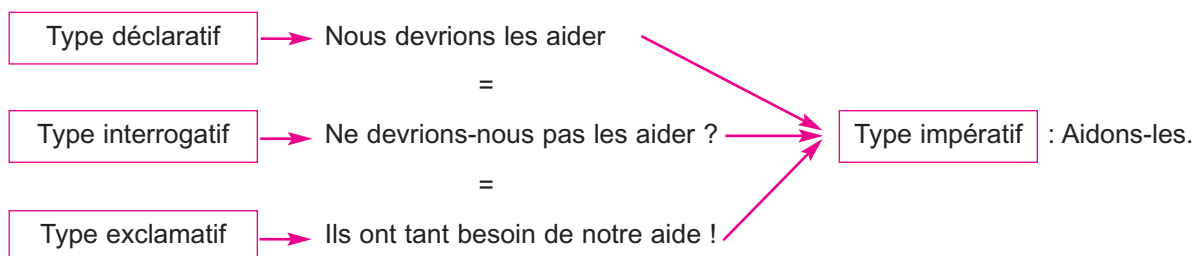 Type déclaratif Nous devrions les aider
=
Type interrogatif Ne devrions-nous pas les aider ? Type impératif : Aidons-les.
=
Type exclamatif Ils ont tant besoin de notre aide !